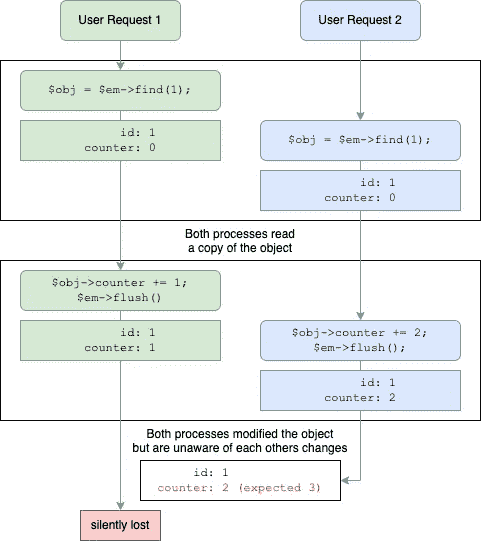 User Request 1
User Request 2
$obj = $em->find(1);
id: 1
counter: 0
$obj = $em->find(1);
id: 1
counter: 0
Both processes read
a copy of the object
$obj->counter += 1;
$em->flush()
id: 1
counter: 1
$obj->counter += 2;
$em->flush();
id: 1
counter: 2
Both processes modified the object
but are unaware of each others changes
id: 1
counter: 2 (expected 3)
silently lost